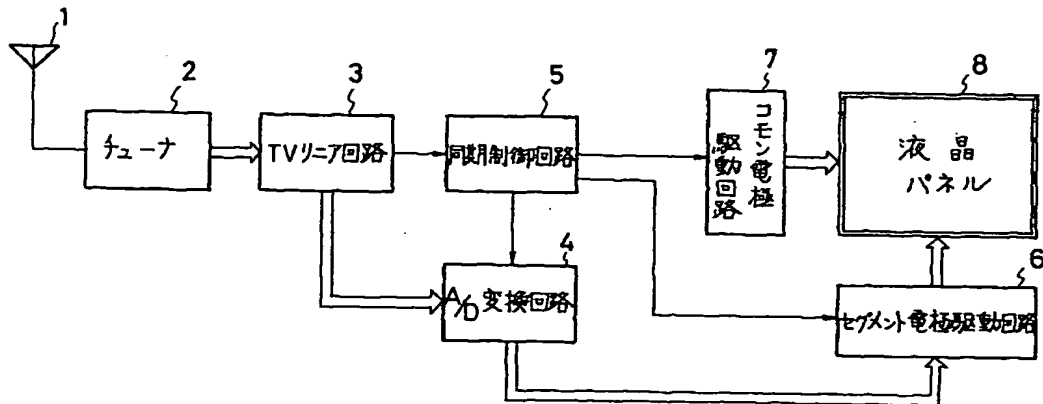 1
2
チューナ
3
TVリニア回路
5
同期制御回路
7
コモン電極
駆動回路
8
液晶
パネル
4
A/D変換回路
6
セグメント電極駆動回路